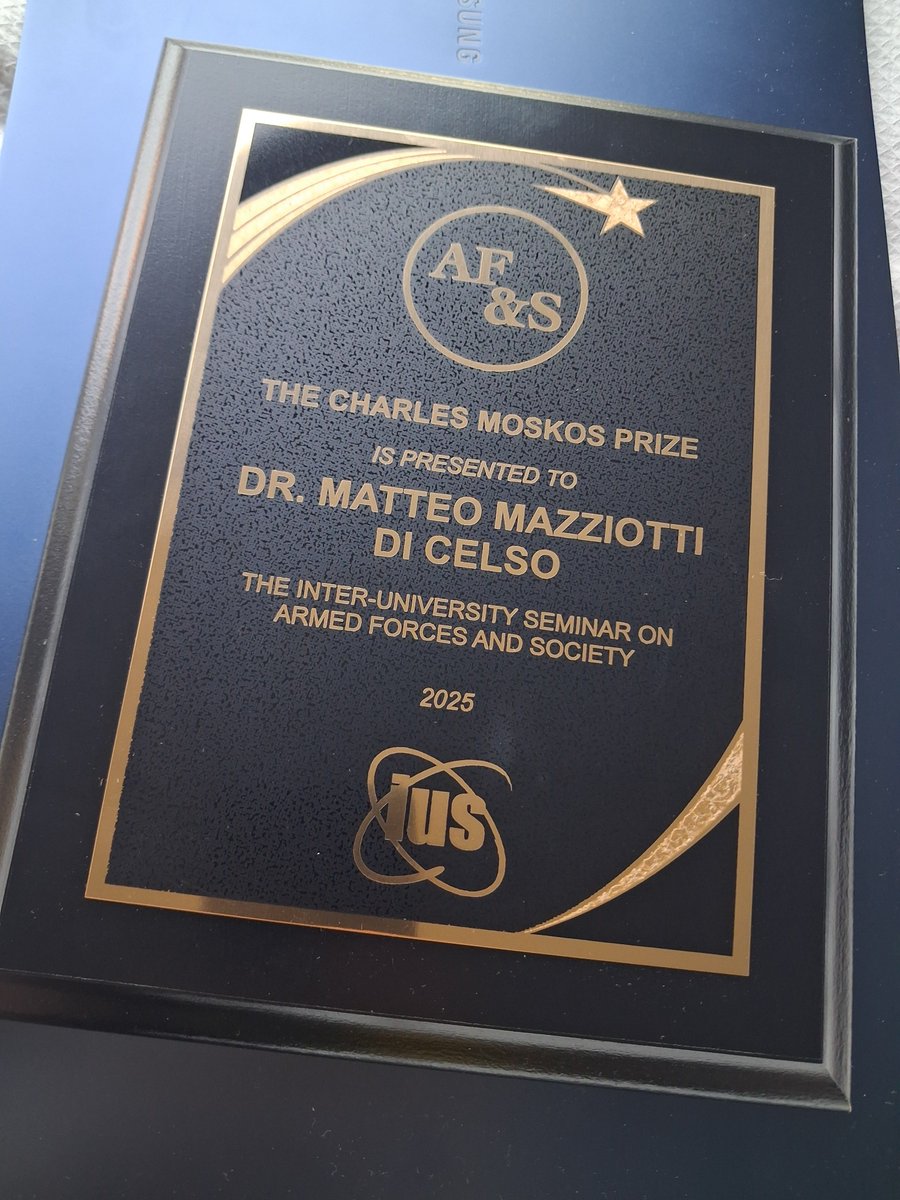 SUNG
AF
&S
THE CHARLES MOSKOS PRIZE
IS PRESENTED TO
DR. MATTEO MAZZIOTTI
DI CELSO
THE INTER-UNIVERSITY SEMINAR ON
ARMED FORCES AND SOCIETY
2025
ius